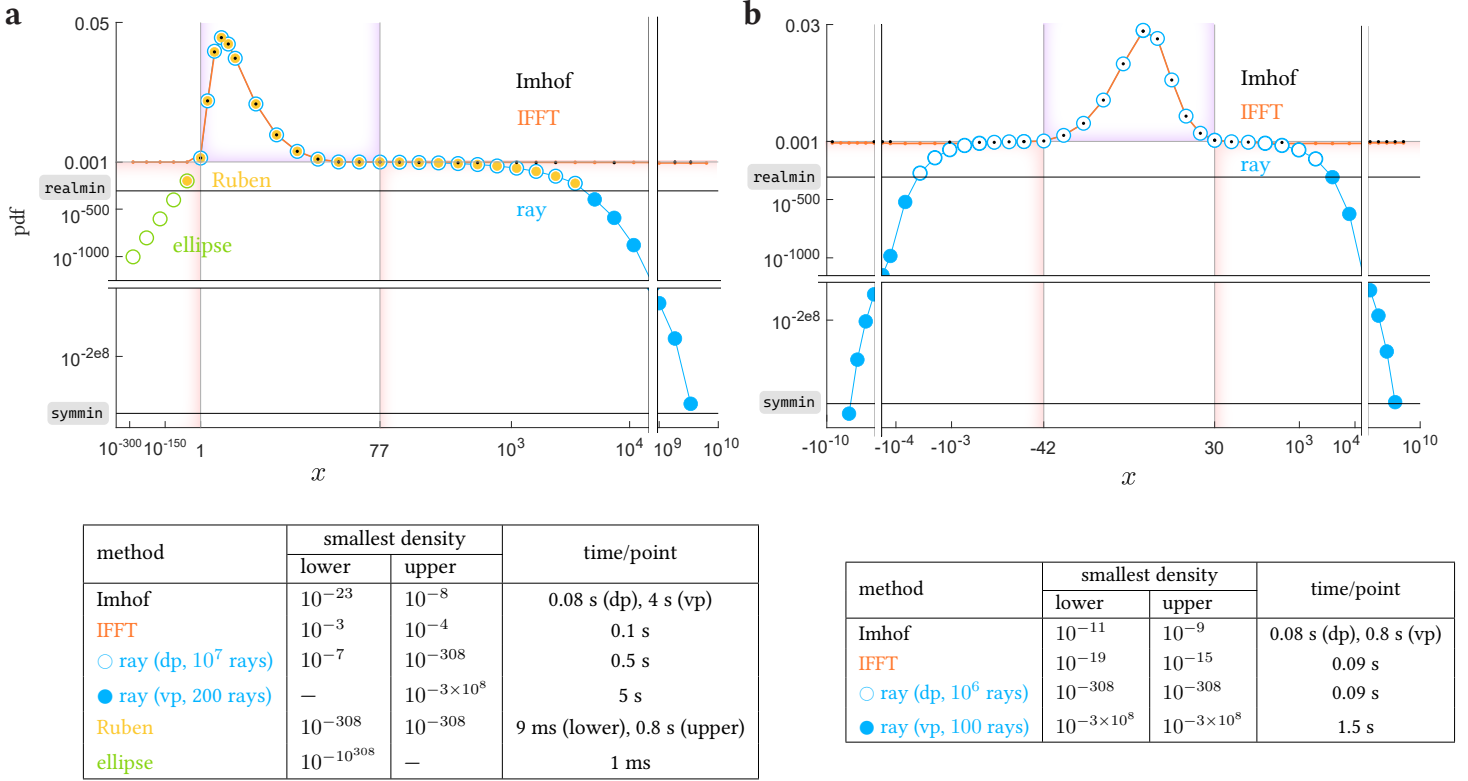 a
0.05
0.001
realmin
10^-500
10^-1000
10^-2e8
symmin
pdf
Imhof
IFFT
Ruben
ray
ellipse
10^-300
10^-150
1
77
10^3
10^4
10^9
10^10
x
b
0.03
0.001
realmin
10^-500
10^-1000
10^-2e8
symmin
Imhof
IFFT
ray
-10^-10
-10^-4
-10^-3
-42
30
10^3
10^4
10^10
x
method smallest density time/point
lower upper
Imhof 10^−23 10^−8 0.08 s (dp), 4 s (vp)
IFFT 10^−3 10^−4 0.1 s
ray (dp, 10^7 rays) 10^−7 10^−308 0.5 s
ray (vp, 200 rays) – 10^−3×10^8 5 s
Ruben 10^−308 10^−308 9 ms (lower), 0.8 s (upper)
ellipse 10^−10^308 – 1 ms
method smallest density time/point
lower upper
Imhof 10^−11 10^−9 0.08 s (dp), 0.8 s (vp)
IFFT 10^−19 10^−15 0.09 s
ray (dp, 10^6 rays) 10^−308 10^−308 0.09 s
ray (vp, 100 rays) 10^−3×10^8 10^−3×10^8 1.5 s